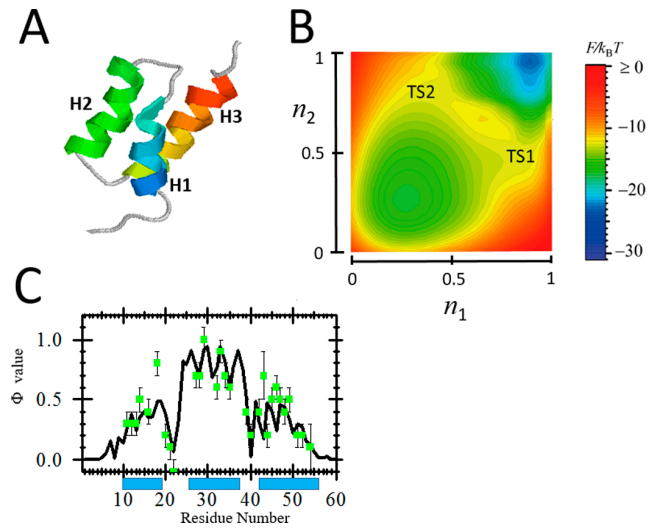 A
H2
H3
H1
B
n2
1
0.5
0
TS2
TS1
0
0.5
1
n1
F/kBT
≥ 0
−10
−20
−30
C
Φ value
1.0
0.5
0.0
10 20 30 40 50 60
Residue Number